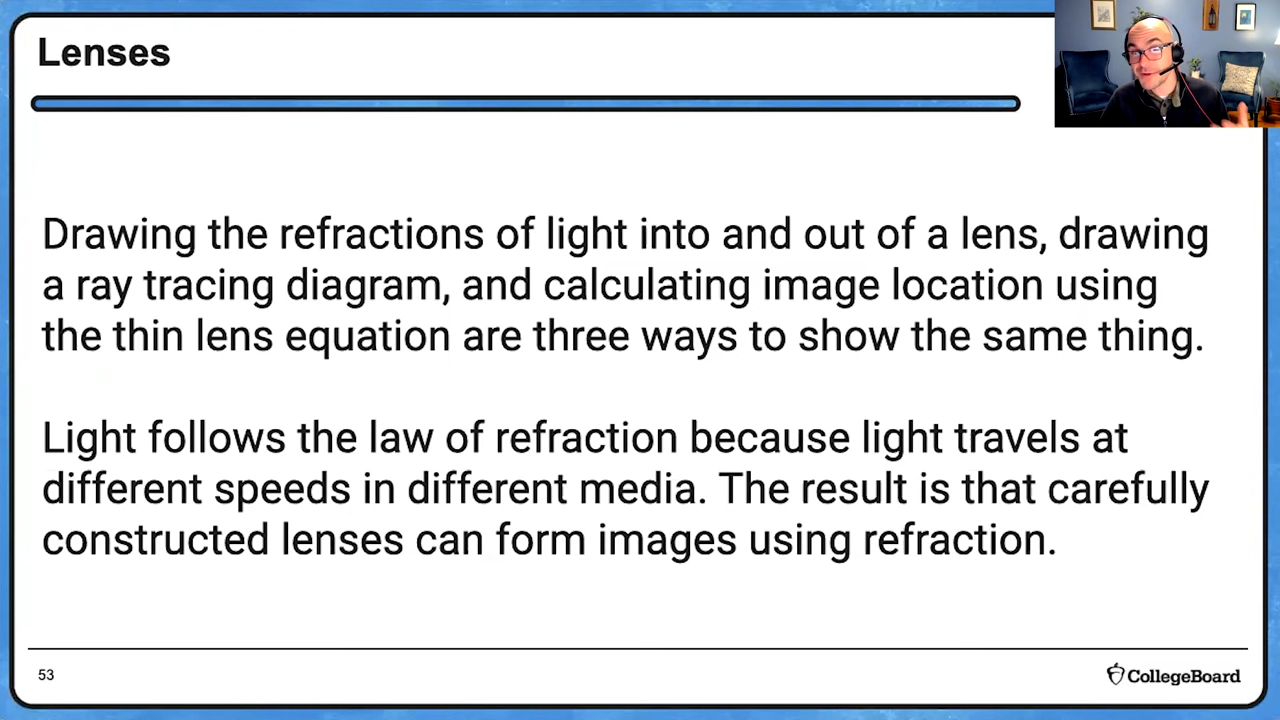 Lenses
Drawing the refractions of light into and out of a lens, drawing
a ray tracing diagram, and calculating image location using
the thin lens equation are three ways to show the same thing.
Light follows the law of refraction because light travels at
different speeds in different media. The result is that carefully
constructed lenses can form images using refraction.
53
CollegeBoard